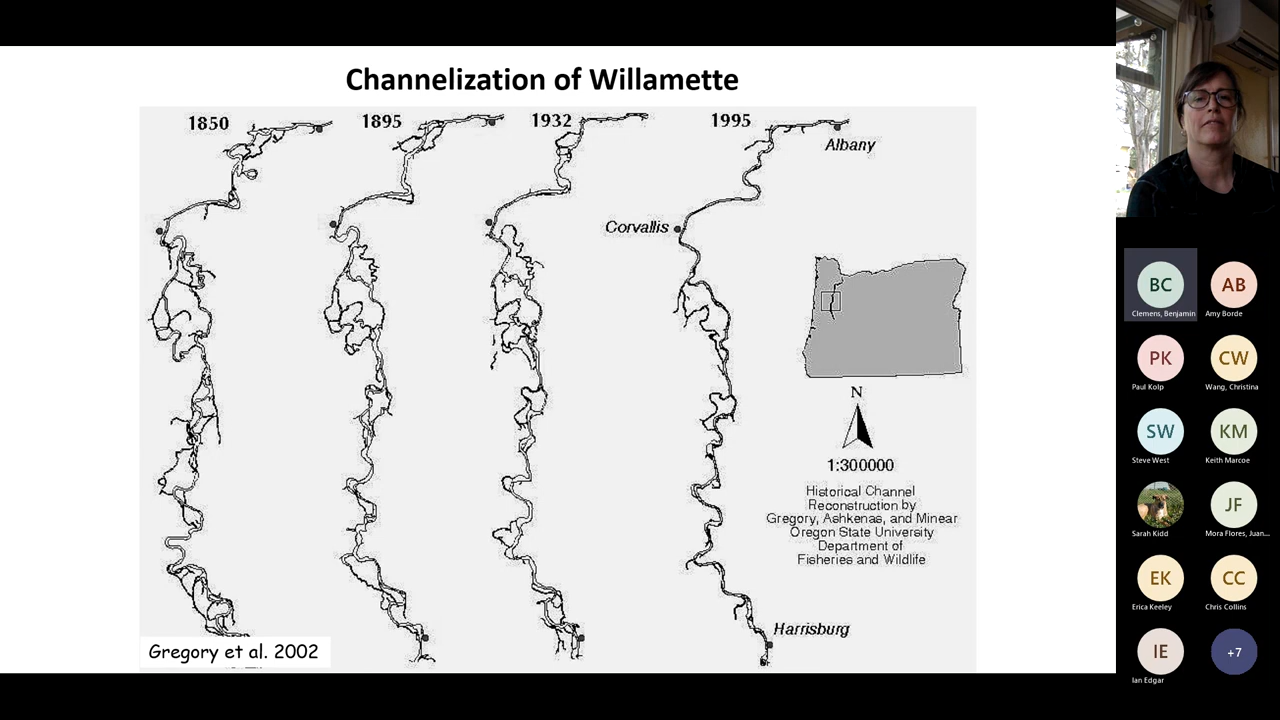 Channelization of Willamette
1850
1895
1932
1995
Albany
Corvallis
N
1:300000
Historical Channel
Reconstruction by
Gregory, Ashkenas, and Minear
Oregon State University
Department of
Fisheries and Wildlife
Harrisburg
Gregory et al. 2002
BC
Clemens, Benjamin
AB
Amy Borde
PK
Paul Kolp
CW
Wang, Christina
SW
Steve West
KM
Keith Marcoe
Sarah Kidd
JF
Mora Flores, Juan...
EK
Erica Keeley
CC
Chris Collins
IE
Ian Edgar
+7